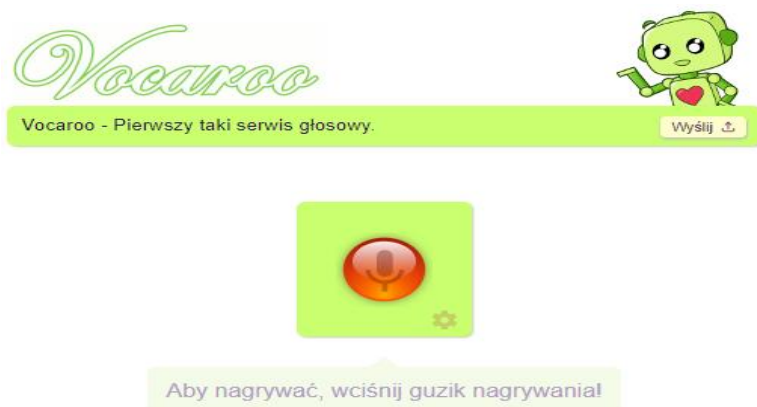 Vocaroo
Vocaroo - Pierwszy taki serwis głosowy.
Wyślij
Aby nagrywać, wciśnij guzik nagrywania!